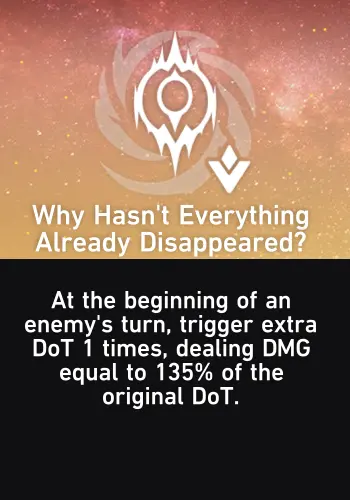 Why Hasn't Everything
Already Disappeared?
At the beginning of an
enemy's turn, trigger extra
DoT 1 times, dealing DMG
equal to 135% of the
original DoT.